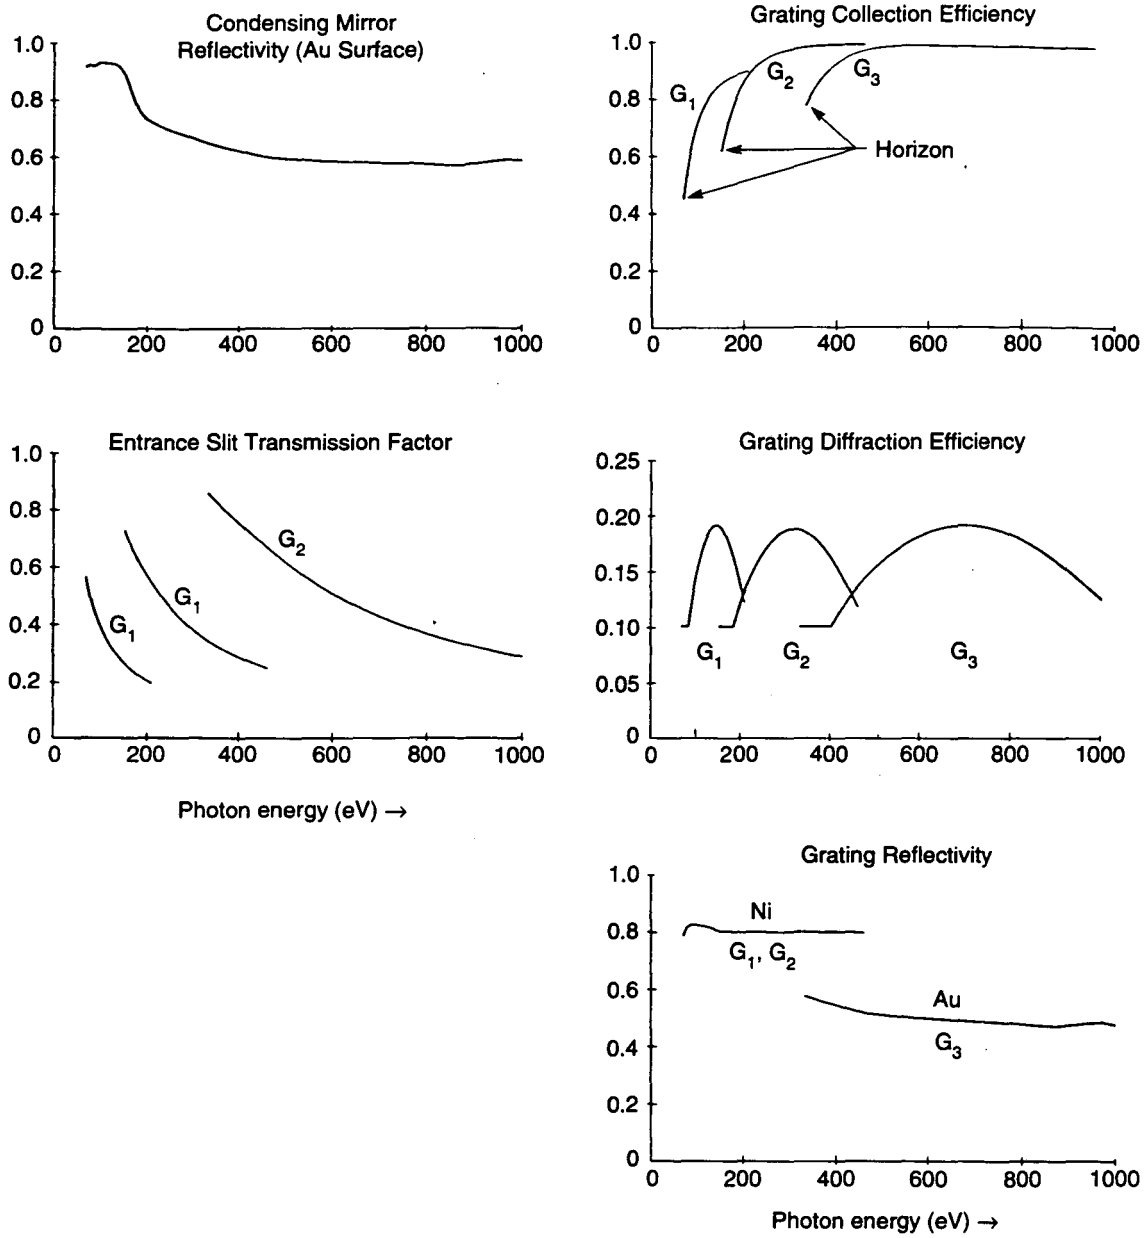 Condensing Mirror
Reflectivity (Au Surface)
1.0
0.8
0.6
0.4
0.2
0
0 200 400 600 800 1000
Grating Collection Efficiency
1.0
0.8
0.6
0.4
0.2
0
G1
G2
G3
Horizon
0 200 400 600 800 1000
Entrance Slit Transmission Factor
1.0
0.8
0.6
0.4
0.2
0
G2
G1
G1
0 200 400 600 800 1000
Photon energy (eV) →
Grating Diffraction Efficiency
0.25
0.20
0.15
0.10
0.05
0
G1
G2
G3
0 200 400 600 800 1000
Grating Reflectivity
1.0
0.8
0.6
0.4
0.2
0
Ni
G1, G2
Au
G3
0 200 400 600 800 1000
Photon energy (eV) →